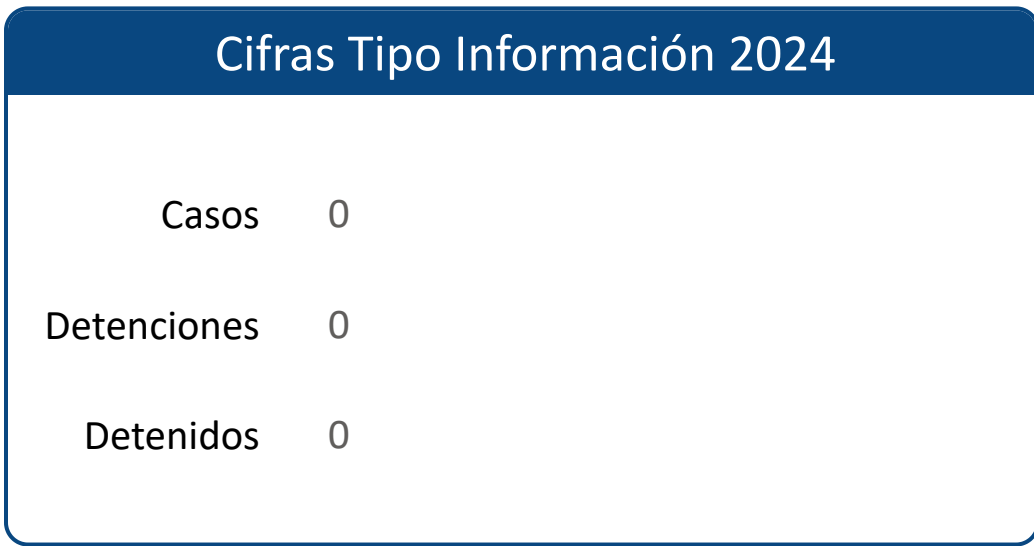 Cifras Tipo Información 2024
Casos 0
Detenciones 0
Detenidos 0